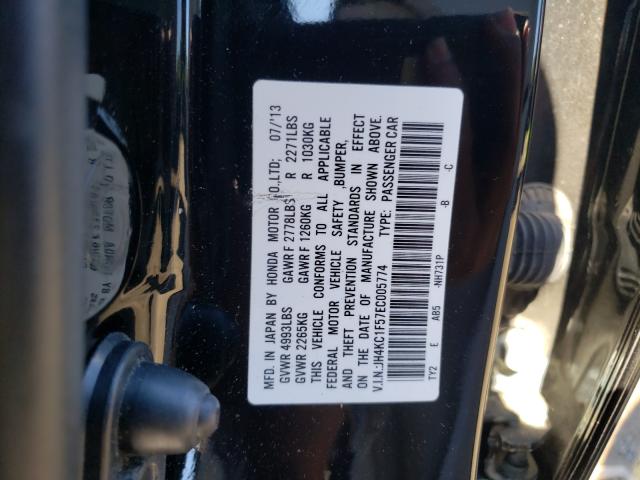 MFD. IN JAPAN BY HONDA MOTOR CO.,LTD; 07/'13
GVWR 4993LBS GAWR F 2778LBS R 2271LBS
GVWR 2265KG GAWR F 1260KG R 1030KG
THIS VEHICLE CONFORMS TO ALL APPLICABLE
FEDERAL MOTOR VEHICLE SAFETY ,BUMPER,
AND THEFT PREVENTION STANDARDS IN EFFECT
ON THE DATE OF MANUFACTURE SHOWN ABOVE.
V.I.N.:JH4KC1F57EC005774 TYPE: PASSENGER CAR
TY2 E AB5 -NH731P -B -C